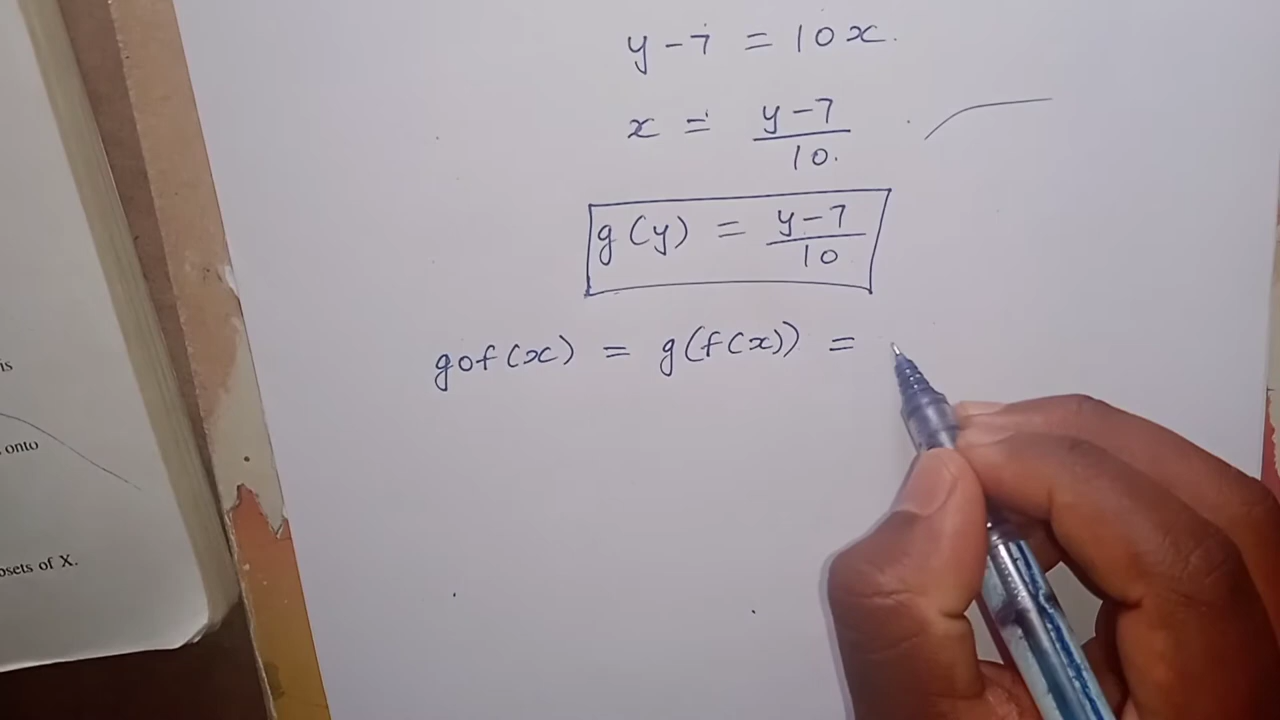 y - 7 = 10x.
x = y - 7 / 10.
g(y) = y - 7 / 10
gof(x) = g(f(x)) =
is
onto
osets of X.